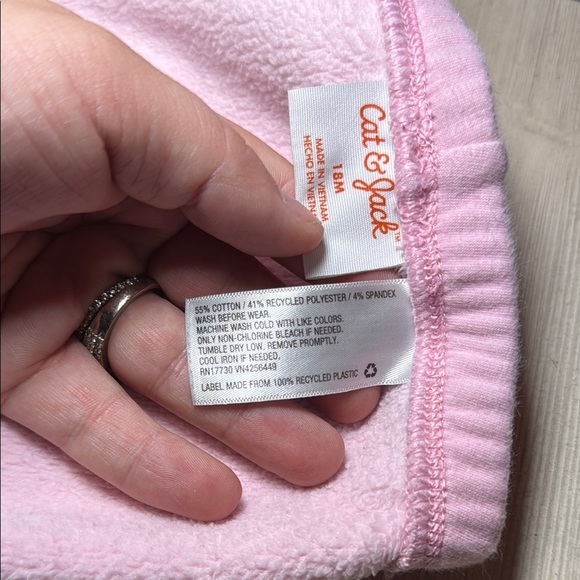 Cat & Jack™
18M
MADE IN VIETNAM
HECHO EN VIETN
55% COTTON / 41% RECYCLED POLYESTER / 4% SPANDEX
WASH BEFORE WEAR.
MACHINE WASH COLD WITH LIKE COLORS.
ONLY NON-CHLORINE BLEACH IF NEEDED.
TUMBLE DRY LOW. REMOVE PROMPTLY.
COOL IRON IF NEEDED.
RN17730 VN4256449
LABEL MADE FROM 100% RECYCLED PLASTIC